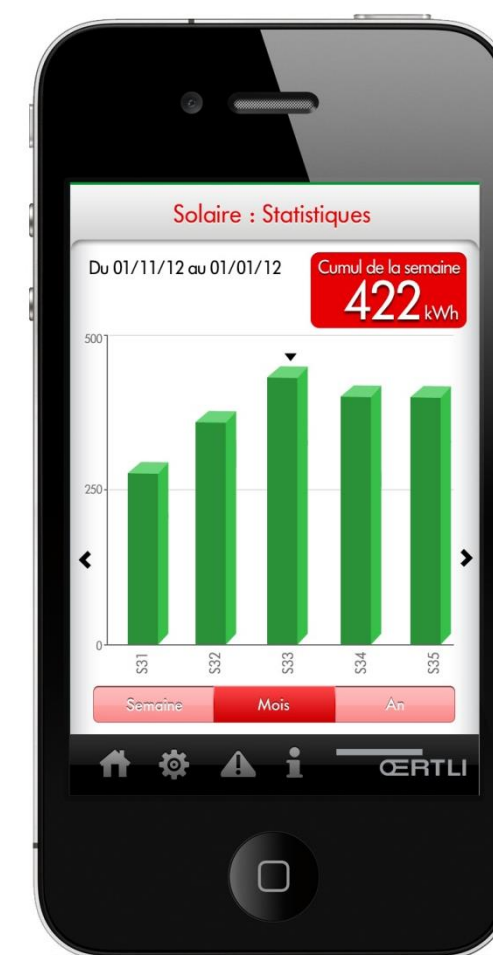 Solaire : Statistiques
Du 01/11/12 au 01/01/12
Cumul de la semaine
422 kWh
500
250
0
S31 S32 S33 S34 S35
Semaine Mois An
ŒRTLI